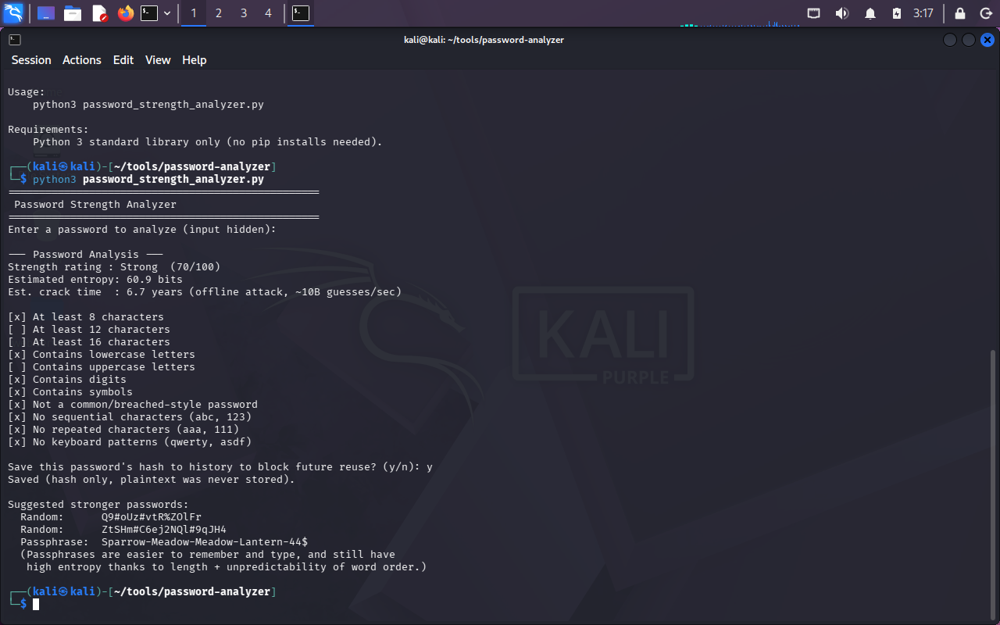 1 2 3 4 3:17
kali@kali: ~/tools/password-analyzer
Session Actions Edit View Help
Usage:
    python3 password_strength_analyzer.py
Requirements:
    Python 3 standard library only (no pip installs needed).
┌──(kali㉿kali)-[~/tools/password-analyzer]
└─$ python3 password_strength_analyzer.py
==================================================
 Password Strength Analyzer
==================================================
Enter a password to analyze (input hidden):
--- Password Analysis ---
Strength rating : Strong  (70/100)
Estimated entropy: 60.9 bits
Est. crack time  : 6.7 years (offline attack, ~10B guesses/sec)
[x] At least 8 characters
[ ] At least 12 characters
[ ] At least 16 characters
[x] Contains lowercase letters
[ ] Contains uppercase letters
[x] Contains digits
[x] Contains symbols
[x] Not a common/breached-style password
[x] No sequential characters (abc, 123)
[x] No repeated characters (aaa, 111)
[x] No keyboard patterns (qwerty, asdf)
Save this password's hash to history to block future reuse? (y/n): y
Saved (hash only, plaintext was never stored).
Suggested stronger passwords:
  Random:      Q9#oUz#vtR%ZOlFr
  Random:      ZtSHm#C6ej2NQl#9qJH4
  Passphrase:  Sparrow-Meadow-Meadow-Lantern-44$
  (Passphrases are easier to remember and type, and still have
   high entropy thanks to length + unpredictability of word order.)
┌──(kali㉿kali)-[~/tools/password-analyzer]
└─$
KALI
PURPLE